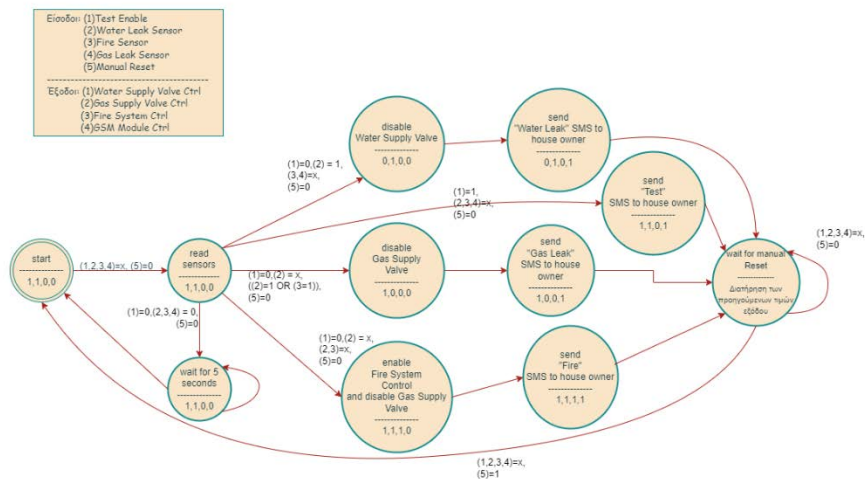 Είσοδοι: (1)Test Enable
(2)Water Leak Sensor
(3)Fire Sensor
(4)Gas Leak Sensor
(5)Manual Reset
------------------------------------------
Έξοδοι: (1)Water Supply Valve Ctrl
(2)Gas Supply Valve Ctrl
(3)Fire System Ctrl
(4)GSM Module Ctrl
disable
Water Supply Valve
--------------
0,1,0,0
send
"Water Leak" SMS to
house owner
--------------
0,1,0,1
(1)=0,(2) = 1,
(3,4)=x,
(5)=0
(1)=1,
(2,3,4)=x,
(5)=0
send
"Test"
SMS to house owner
--------------
1,1,0,1
start
--------------
1,1,0,0
(1,2,3,4)=x, (5)=0
read
sensors
--------------
1,1,0,0
(1)=0,(2) = x,
((2)=1 OR (3=1)),
(5)=0
disable
Gas Supply
Valve
--------------
1,0,0,0
send
"Gas Leak"
SMS to house
owner
--------------
1,0,0,1
wait for manual
Reset
--------------
Διατήρηση των
προηγούμενων τιμών
εξόδου
(1,2,3,4)=x,
(5)=0
(1)=0,(2,3,4) = 0,
(5)=0
wait for 5
seconds
--------------
1,1,0,0
(1)=0,(2) = x,
(2,3)=x,
(5)=0
enable
Fire System
Control
and disable Gas Supply
Valve
--------------
1,1,1,0
send
"Fire"
SMS to house owner
--------------
1,1,1,1
(1,2,3,4)=x,
(5)=1